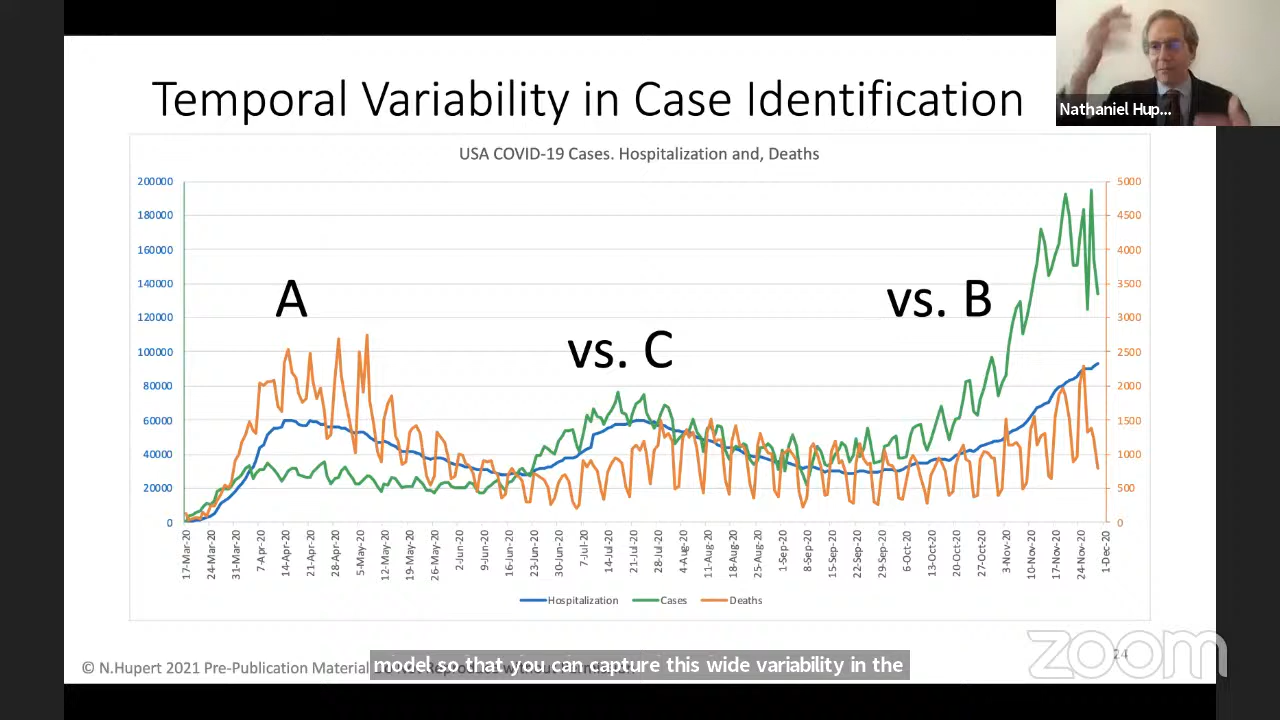 Temporal Variability in Case Identification
Nathaniel Hup...
USA COVID-19 Cases. Hospitalization and, Deaths
200000
180000
160000
140000
120000
100000
80000
60000
40000
20000
0
5000
4500
4000
3500
3000
2500
2000
1500
1000
500
0
A
vs. C
vs. B
17-Mar-20
24-Mar-20
31-Mar-20
7-Apr-20
14-Apr-20
21-Apr-20
28-Apr-20
5-May-20
12-May-20
19-May-20
26-May-20
2-Jun-20
9-Jun-20
16-Jun-20
23-Jun-20
30-Jun-20
7-Jul-20
14-Jul-20
21-Jul-20
28-Jul-20
4-Aug-20
11-Aug-20
18-Aug-20
25-Aug-20
1-Sep-20
8-Sep-20
15-Sep-20
22-Sep-20
29-Sep-20
6-Oct-20
13-Oct-20
20-Oct-20
27-Oct-20
3-Nov-20
10-Nov-20
17-Nov-20
24-Nov-20
1-Dec-20
Hospitalization Cases Deaths
© N.Hupert 2021 Pre-Publication Material
model so that you can capture this wide variability in the
24
zoom